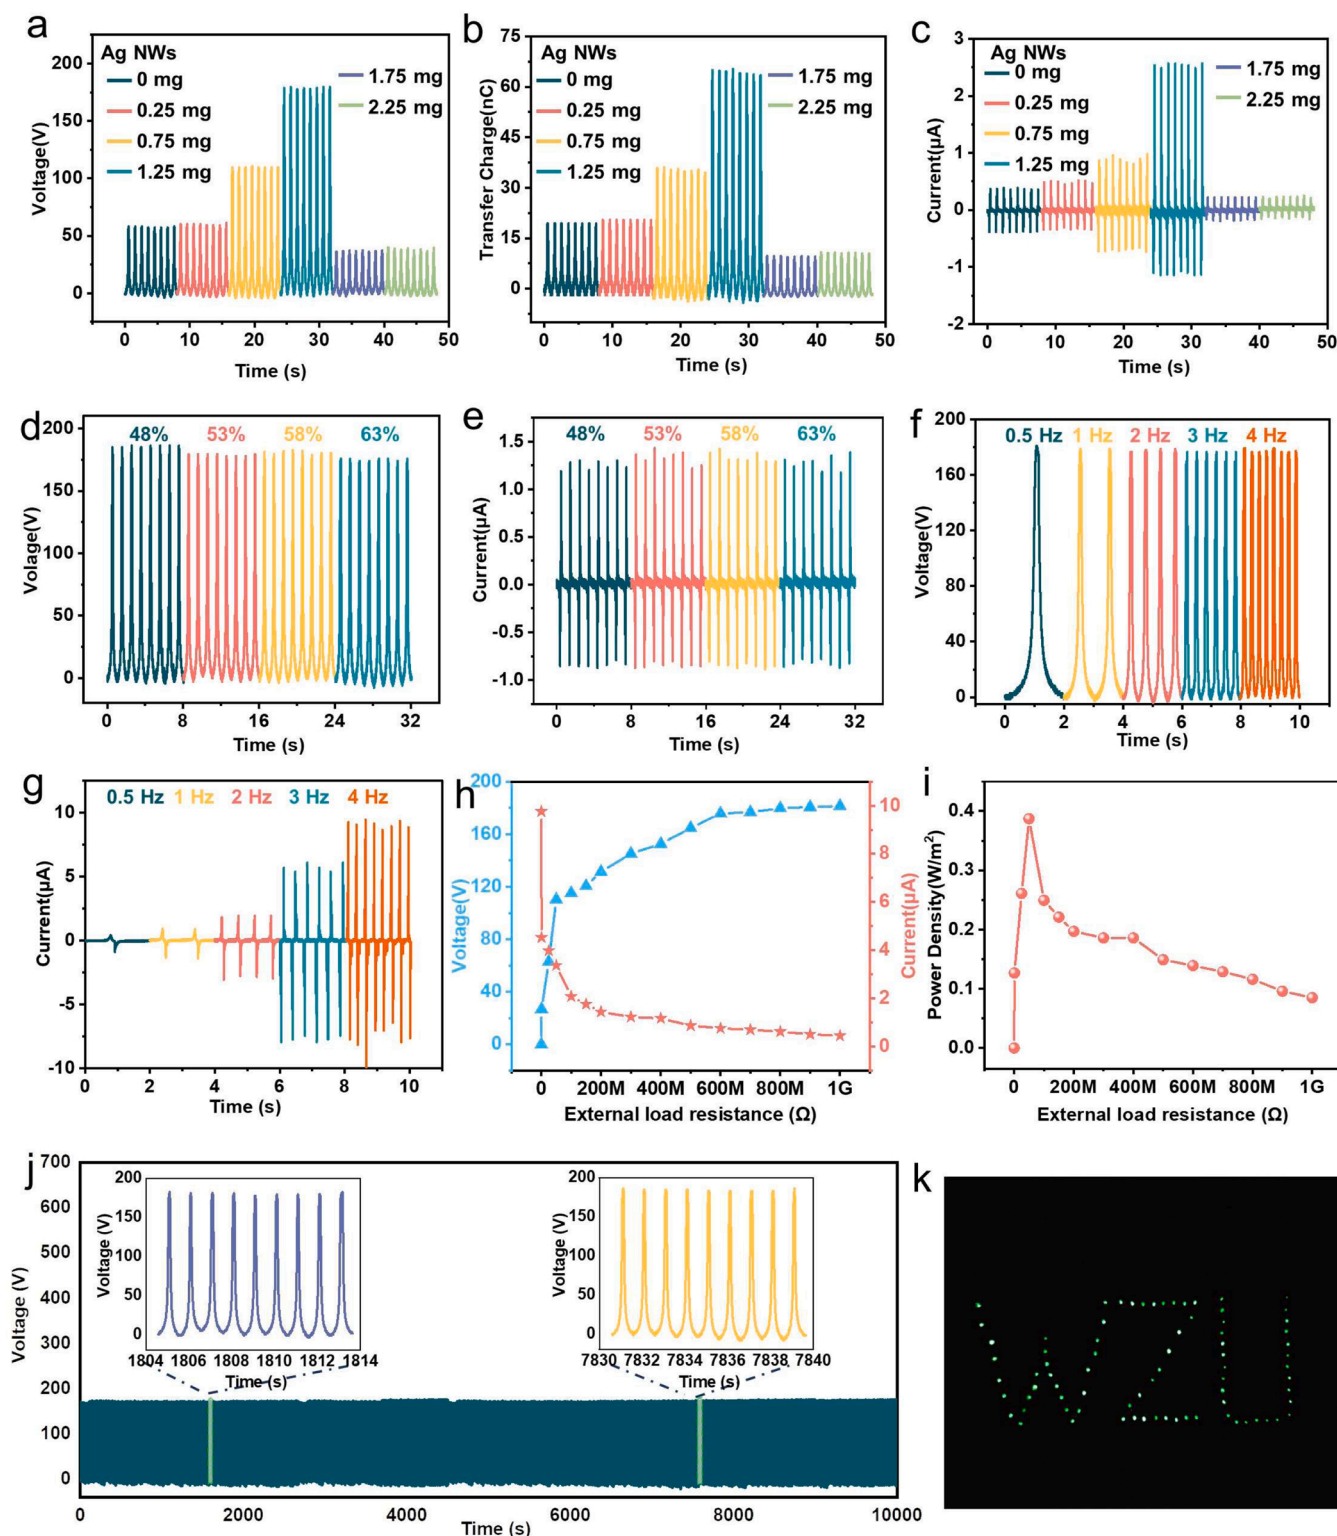 a
Ag NWs
0 mg
0.25 mg
0.75 mg
1.25 mg
1.75 mg
2.25 mg
Voltage(V)
200
150
100
50
0
0 10 20 30 40 50
Time (s)
b
Ag NWs
0 mg
0.25 mg
0.75 mg
1.25 mg
1.75 mg
2.25 mg
Transfer Charge(nC)
75
60
45
30
15
0
0 10 20 30 40 50
Time (s)
c
Ag NWs
0 mg
0.25 mg
0.75 mg
1.25 mg
1.75 mg
2.25 mg
Current(μA)
3
2
1
0
-1
-2
0 10 20 30 40 50
Time (s)
d
48% 53% 58% 63%
Volage(V)
200
150
100
50
0
0 8 16 24 32
Time (s)
e
48% 53% 58% 63%
Current(μA)
1.5
1.0
0.5
0.0
-0.5
-1.0
0 8 16 24 32
Time (s)
f
0.5 Hz 1 Hz 2 Hz 3 Hz 4 Hz
Voltage(V)
200
160
120
80
40
0
0 2 4 6 8 10
Time (s)
g
0.5 Hz 1 Hz 2 Hz 3 Hz 4 Hz
Current(μA)
10
5
0
-5
-10
0 2 4 6 8 10
Time (s)
h
Voltage(V)
200
160
120
80
40
0
Current(μA)
10
8
6
4
2
0
0 200M 400M 600M 800M 1G
External load resistance (Ω)
i
Power Density(W/m²)
0.4
0.3
0.2
0.1
0.0
0 200M 400M 600M 800M 1G
External load resistance (Ω)
j
Voltage (V)
700
600
500
400
300
200
100
0
0 2000 4000 6000 8000 10000
Time (s)
Voltage (V)
200
150
100
50
0
1804 1806 1808 1810 1812 1814
Time (s)
Voltage (V)
200
150
100
50
0
7830 7832 7834 7836 7838 7840
Time (s)
k
WZU